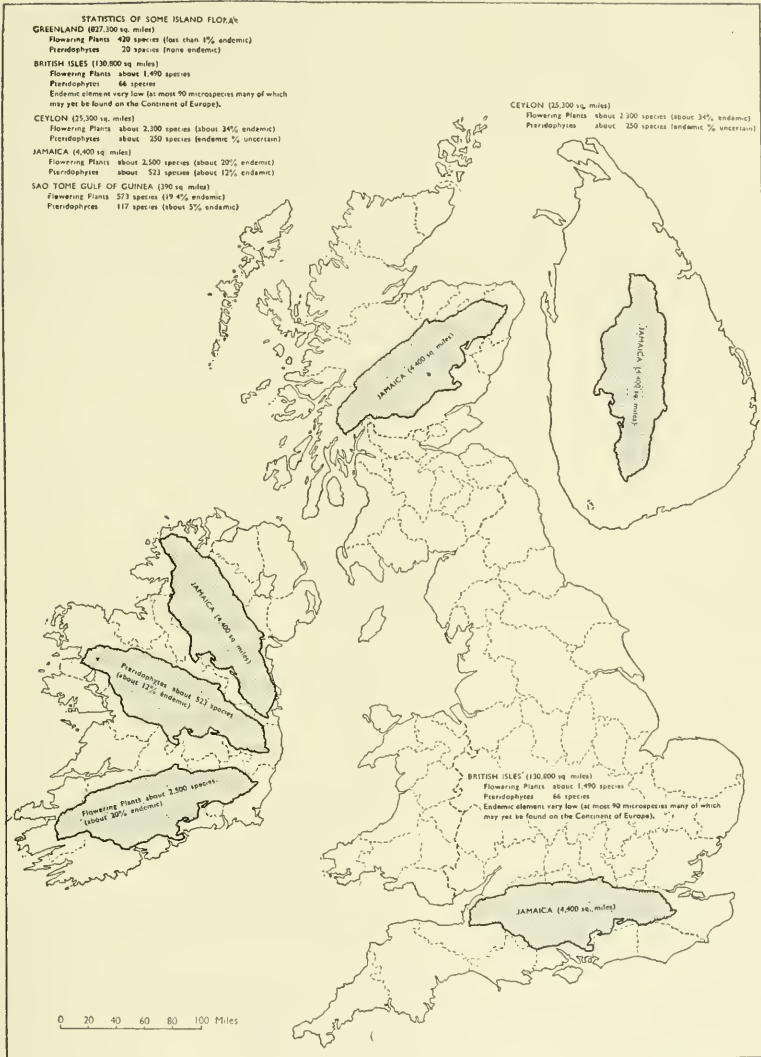 STATISTICS OF SOME ISLAND FLORAE
GREENLAND (827,300 sq. miles)
Flowering Plants 420 species (less than 1% endemic)
Pteridophytes 20 species (none endemic)
BRITISH ISLES (130,800 sq miles)
Flowering Plants about 1,490 species
Pteridophytes 66 species
Endemic element very low (at most 90 microspecies many of which
may yet be found on the Continent of Europe).
CEYLON (25,300 sq. miles)
Flowering Plants about 2,300 species (about 34% endemic)
Pteridophytes about 250 species (endemic % uncertain)
JAMAICA (4,400 sq miles)
Flowering Plants about 2,500 species (about 20% endemic)
Pteridophytes about 523 species (about 12% endemic)
SAO TOME GULF OF GUINEA (390 sq miles)
Flowering Plants 573 species (19 4% endemic)
Pteridophytes 117 species (about 5% endemic)
CEYLON (25,300 sq. miles)
Flowering Plants about 2 300 species (about 34% endemic)
Pteridophytes about 250 species (endemic % uncertain)
JAMAICA (4,400 sq miles)
JAMAICA (4,400 sq. miles)
JAMAICA (4,400 sq miles)
Pteridophytes about 523 species
(about 12% endemic)
Flowering Plants about 2,500 species.
(about 20% endemic)
BRITISH ISLES (130,800 sq miles)
Flowering Plants about 1,490 species
Pteridophytes 66 species
Endemic element very low (at most 90 microspecies many of which
may yet be found on the Continent of Europe).
JAMAICA (4,400 sq. miles)
0 20 40 60 80 100 Miles